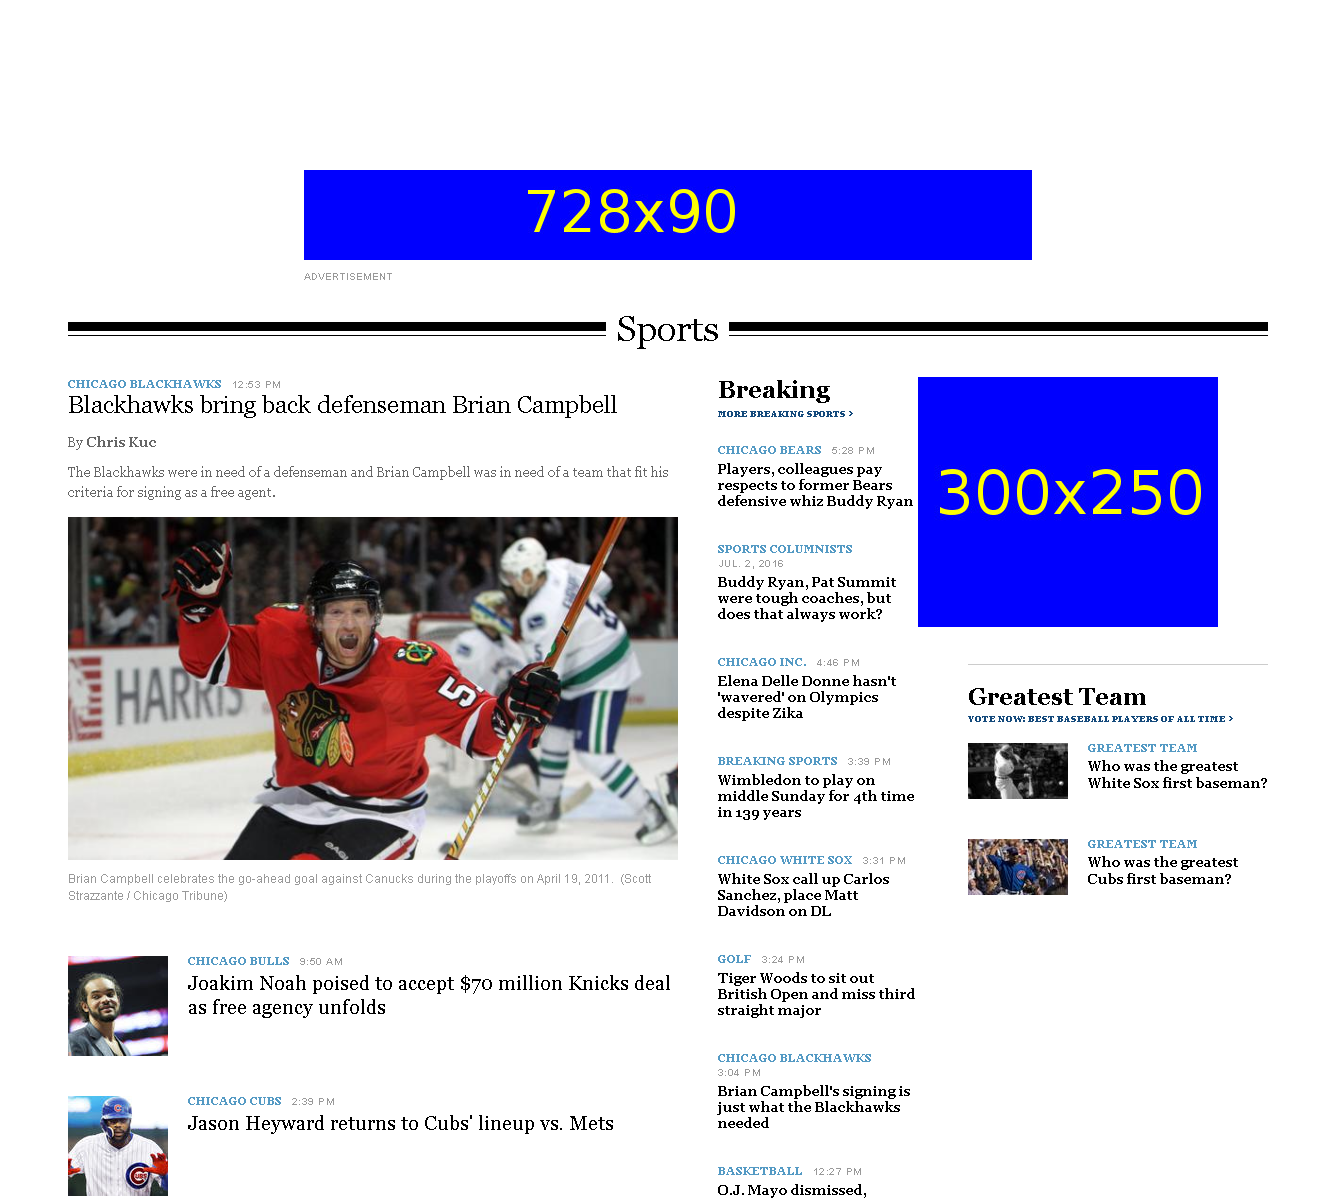 728x90
ADVERTISEMENT
Sports
CHICAGO BLACKHAWKS 12:53 PM
Blackhawks bring back defenseman Brian Campbell
By Chris Kuc
The Blackhawks were in need of a defenseman and Brian Campbell was in need of a team that fit his
criteria for signing as a free agent.
HARRIS
5
Brian Campbell celebrates the go-ahead goal against Canucks during the playoffs on April 19, 2011. (Scott
Strazzante / Chicago Tribune)
CHICAGO BULLS 9:50 AM
Joakim Noah poised to accept $70 million Knicks deal
as free agency unfolds
CHICAGO CUBS 2:39 PM
Jason Heyward returns to Cubs' lineup vs. Mets
Breaking
MORE BREAKING SPORTS >
CHICAGO BEARS 5:28 PM
Players, colleagues pay
respects to former Bears
defensive whiz Buddy Ryan
SPORTS COLUMNISTS
JUL. 2, 2016
Buddy Ryan, Pat Summit
were tough coaches, but
does that always work?
CHICAGO INC. 4:46 PM
Elena Delle Donne hasn't
'wavered' on Olympics
despite Zika
BREAKING SPORTS 3:39 PM
Wimbledon to play on
middle Sunday for 4th time
in 139 years
CHICAGO WHITE SOX 3:31 PM
White Sox call up Carlos
Sanchez, place Matt
Davidson on DL
GOLF 3:24 PM
Tiger Woods to sit out
British Open and miss third
straight major
CHICAGO BLACKHAWKS
3:04 PM
Brian Campbell's signing is
just what the Blackhawks
needed
BASKETBALL 12:27 PM
O.J. Mayo dismissed,
300x250
Greatest Team
VOTE NOW: BEST BASEBALL PLAYERS OF ALL TIME >
GREATEST TEAM
Who was the greatest
White Sox first baseman?
GREATEST TEAM
Who was the greatest
Cubs first baseman?